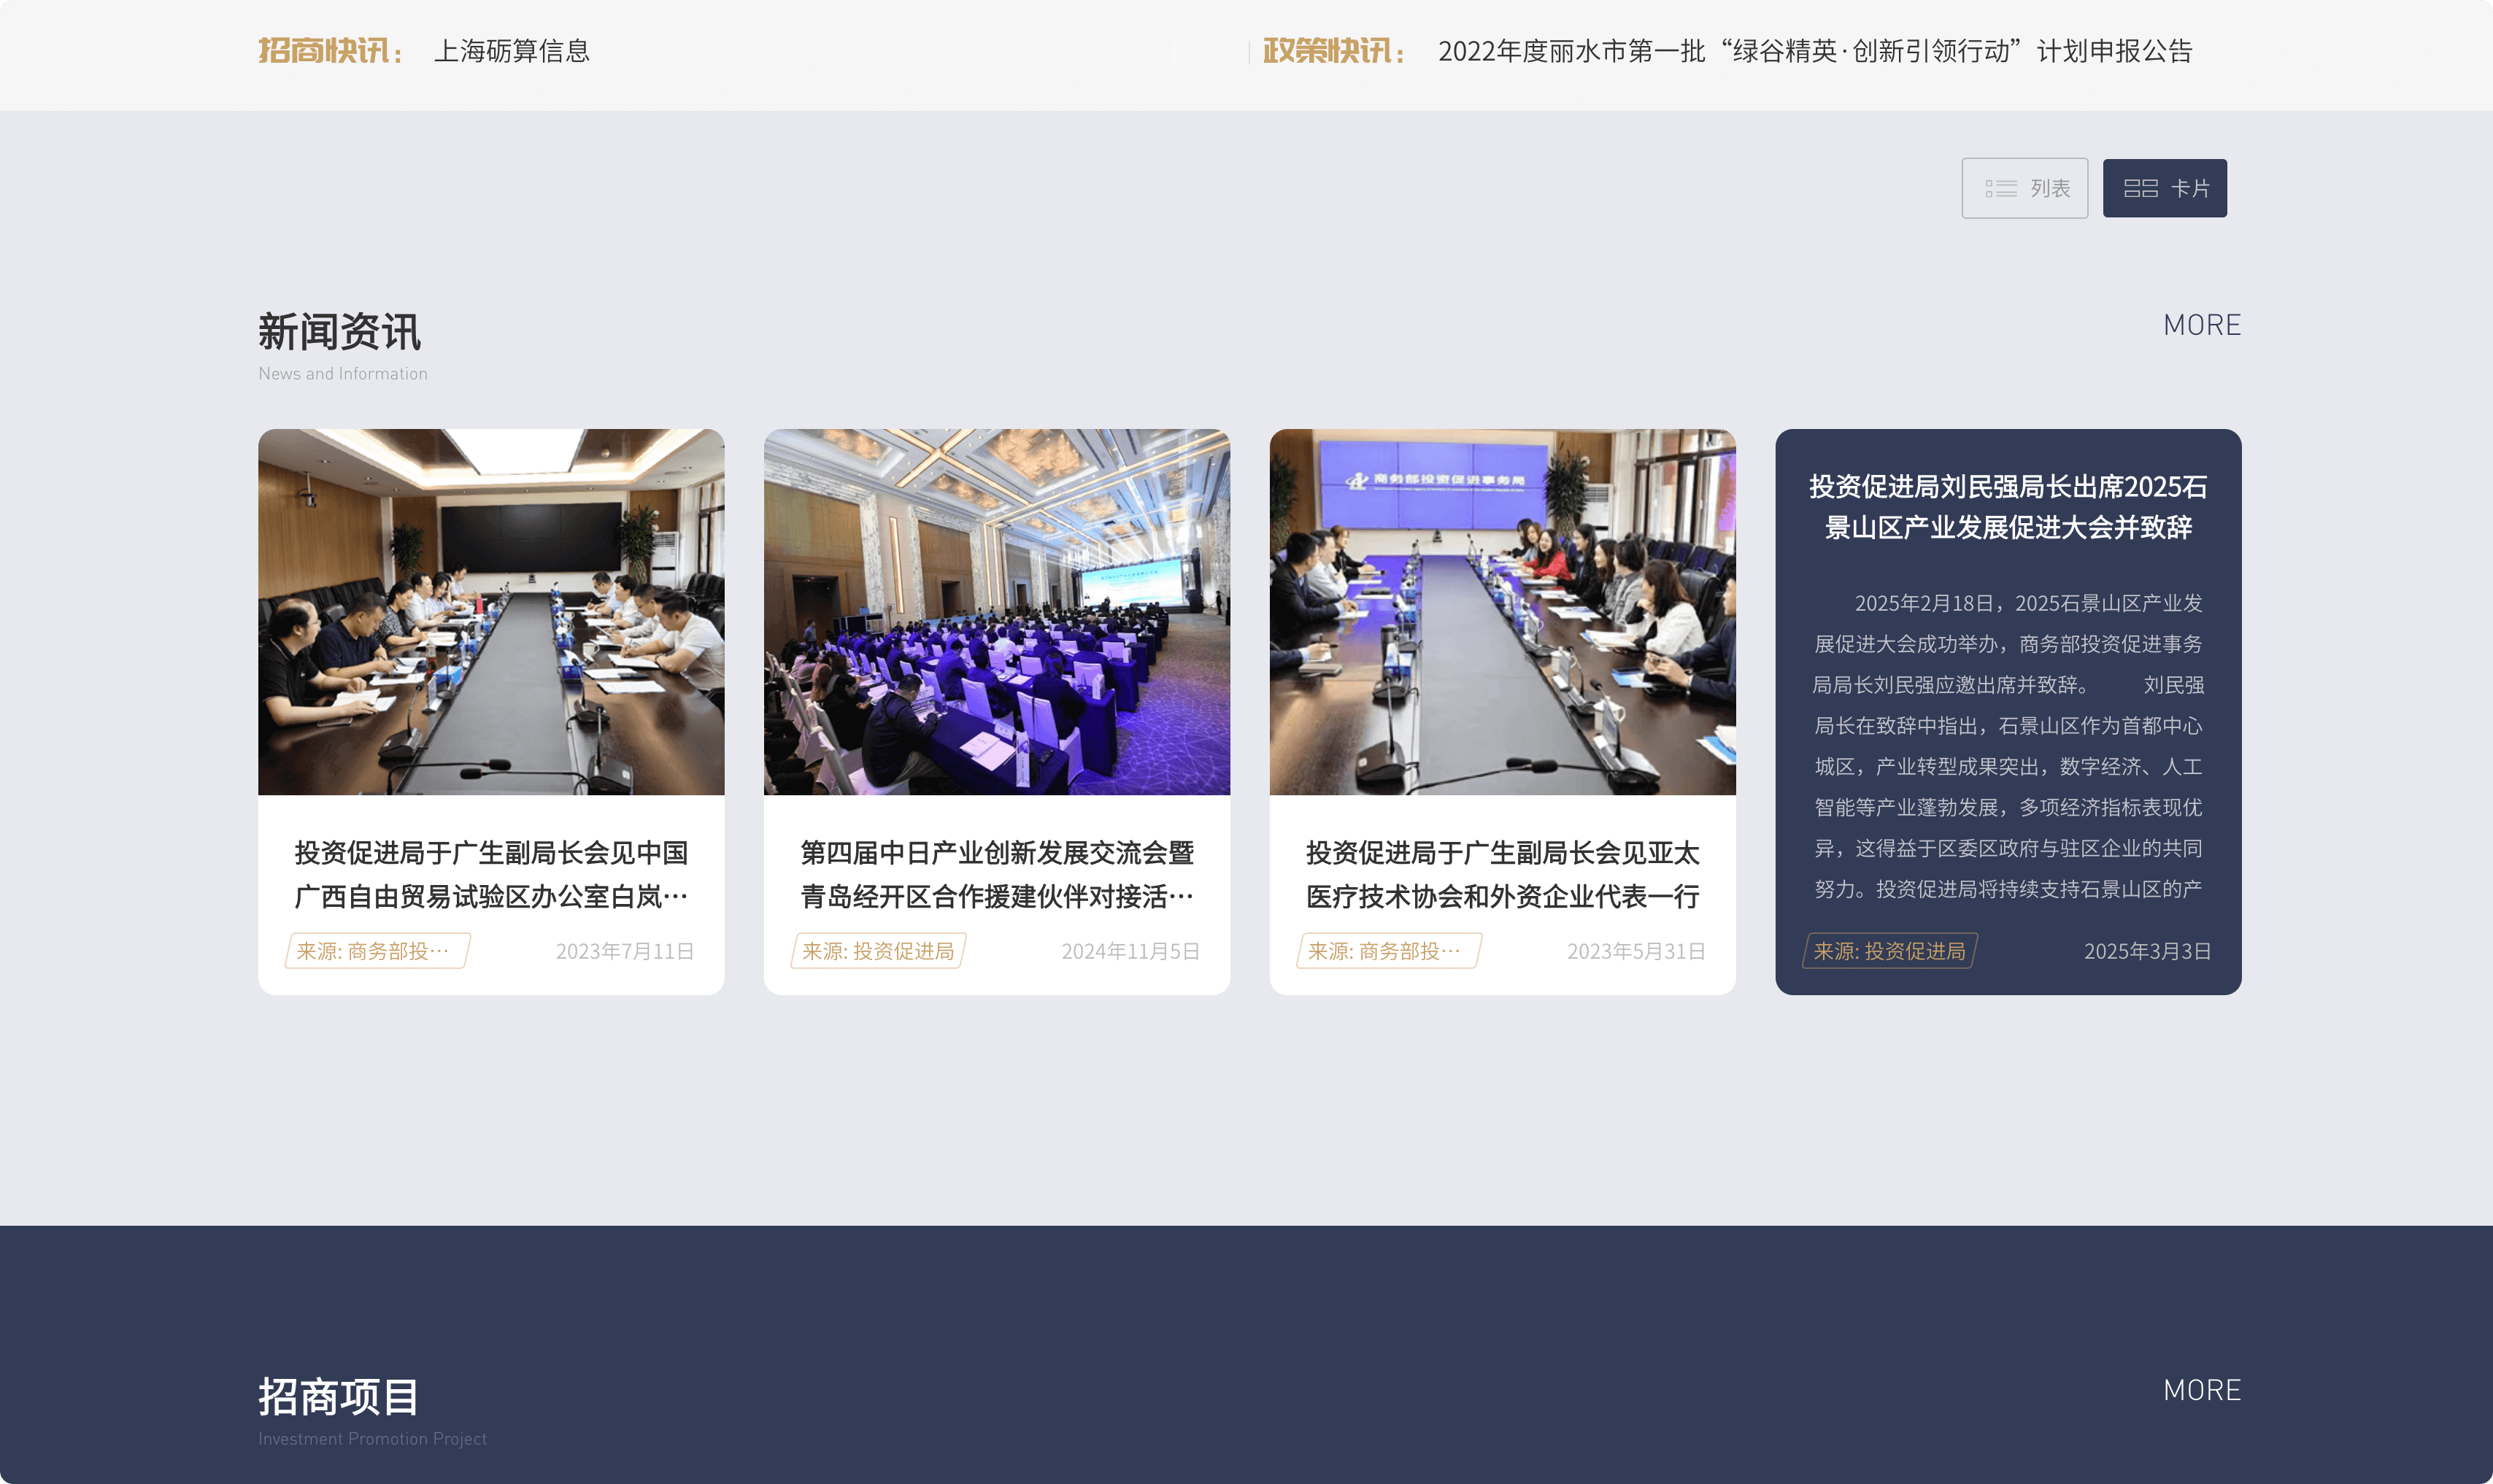 招商快讯： 上海砺算信息
政策快讯： 2022年度丽水市第一批“绿谷精英·创新引领行动”计划申报公告
列表
卡片
新闻资讯
MORE
News and Information
商务部投资促进事务局
投资促进局于广生副局长会见中国
广西自由贸易试验区办公室白岚…
来源: 商务部投…
2023年7月11日
第四届中日产业创新发展交流会暨
青岛经开区合作援建伙伴对接活…
来源: 投资促进局
2024年11月5日
投资促进局于广生副局长会见亚太
医疗技术协会和外资企业代表一行
来源: 商务部投…
2023年5月31日
投资促进局刘民强局长出席2025石
景山区产业发展促进大会并致辞
2025年2月18日，2025石景山区产业发
展促进大会成功举办，商务部投资促进事务
局局长刘民强应邀出席并致辞。 刘民强
局长在致辞中指出，石景山区作为首都中心
城区，产业转型成果突出，数字经济、人工
智能等产业蓬勃发展，多项经济指标表现优
异，这得益于区委区政府与驻区企业的共同
努力。投资促进局将持续支持石景山区的产
来源: 投资促进局
2025年3月3日
招商项目
MORE
Investment Promotion Project